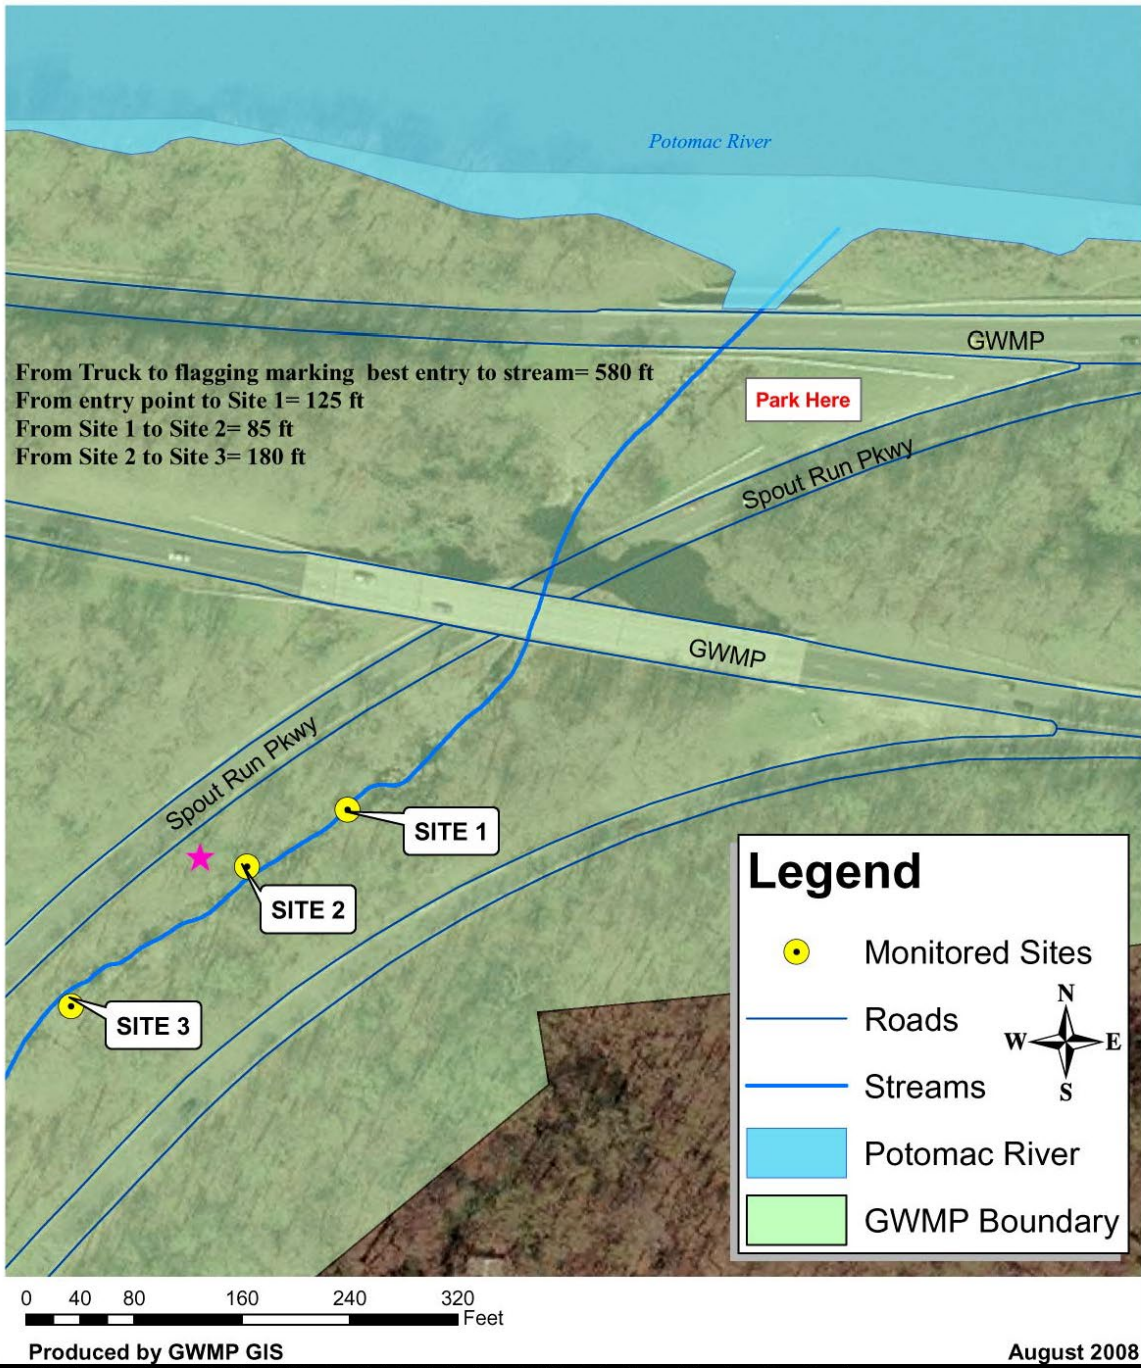 Potomac River
GWMP
From Truck to flagging marking best entry to stream= 580 ft
From entry point to Site 1= 125 ft
From Site 1 to Site 2= 85 ft
From Site 2 to Site 3= 180 ft
Park Here
Spout Run Pkwy
GWMP
Spout Run Pkwy
SITE 1
SITE 2
SITE 3
Legend
Monitored Sites
Roads
Streams
Potomac River
GWMP Boundary
N
W E
S
0 40 80 160 240 320
Feet
Produced by GWMP GIS
August 2008